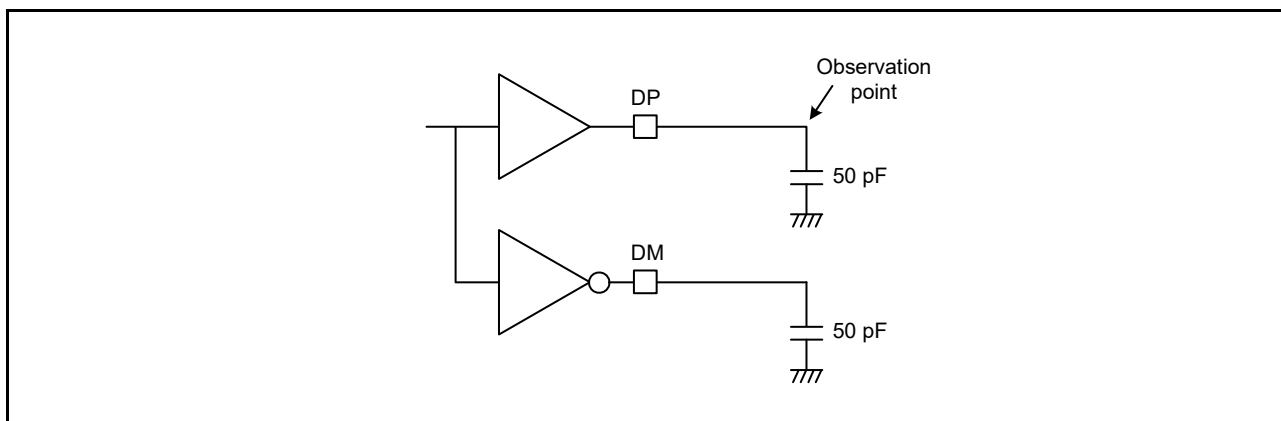 Observation
point
DP
50 pF
DM
50 pF